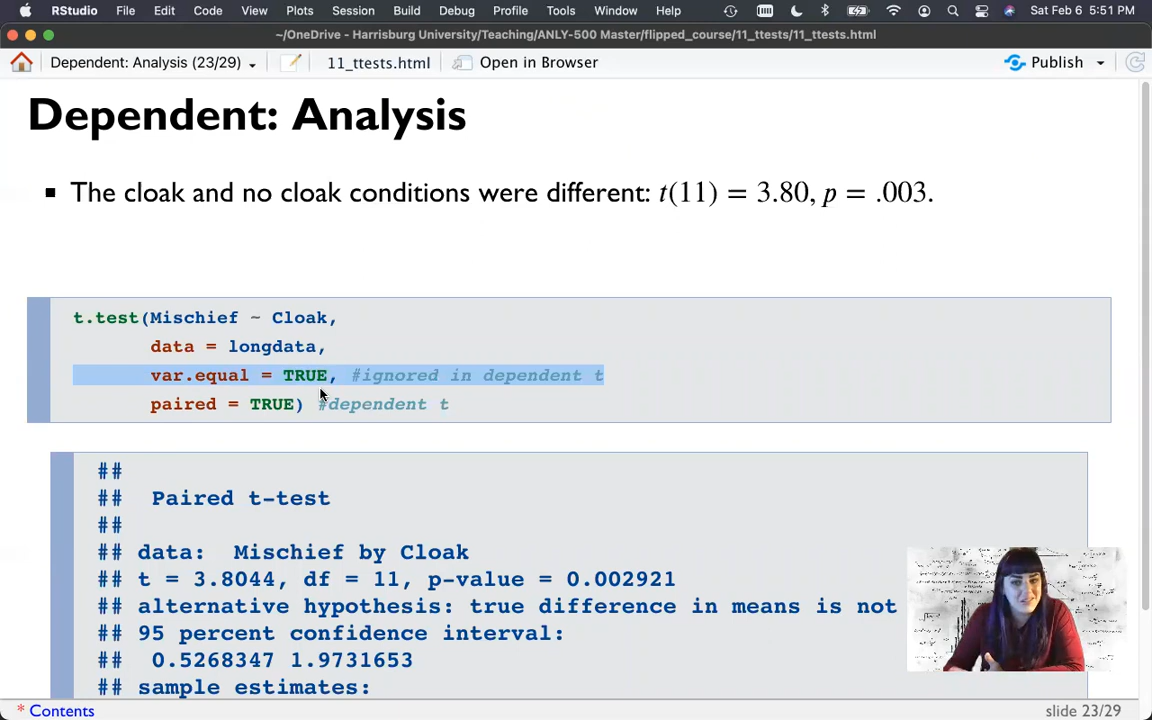 RStudio File Edit Code View Plots Session Build Debug Profile Tools Window Help Sat Feb 6 5:51 PM
~/OneDrive - Harrisburg University/Teaching/ANLY-500 Master/flipped_course/11_ttests/11_ttests.html
Dependent: Analysis (23/29) 11_ttests.html Open in Browser Publish
Dependent: Analysis
▪ The cloak and no cloak conditions were different: t(11) = 3.80, p = .003.
t.test(Mischief ~ Cloak,
data = longdata,
var.equal = TRUE, #ignored in dependent t
paired = TRUE) #dependent t
##
## Paired t-test
##
## data: Mischief by Cloak
## t = 3.8044, df = 11, p-value = 0.002921
## alternative hypothesis: true difference in means is not
## 95 percent confidence interval:
## 0.5268347 1.9731653
## sample estimates:
* Contents slide 23/29